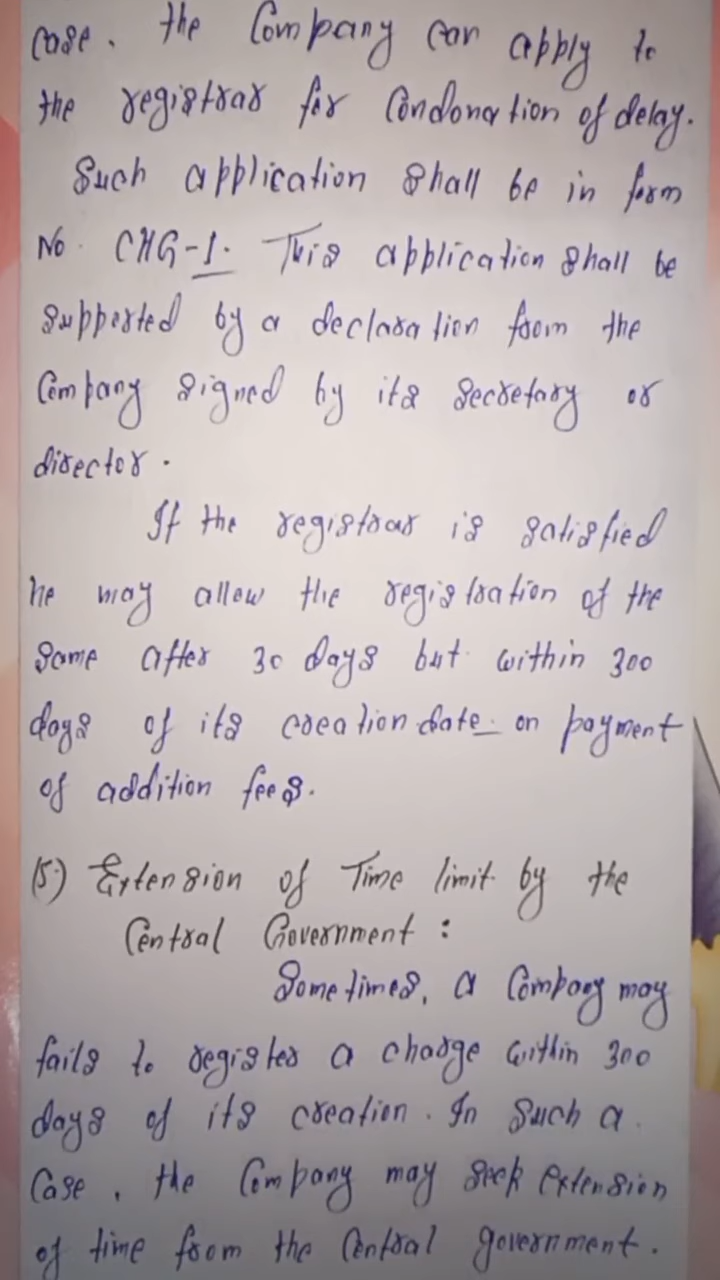 case. the Company can apply to
the registrar for Condonation of delay.
Such application shall be in form
No. CHG-1. This application shall be
supported by a declaration from the
Company signed by its secretary or
director.
If the registrar is satisfied
he may allow the registration of the
same after 30 days but within 300
days of its creation date on payment
of addition fees.
(5) Extension of Time limit by the
Central Government :
Sometimes, a Company may
fails to register a charge within 300
days of its creation. In such a
case, the Company may seek extension
of time from the Central government.